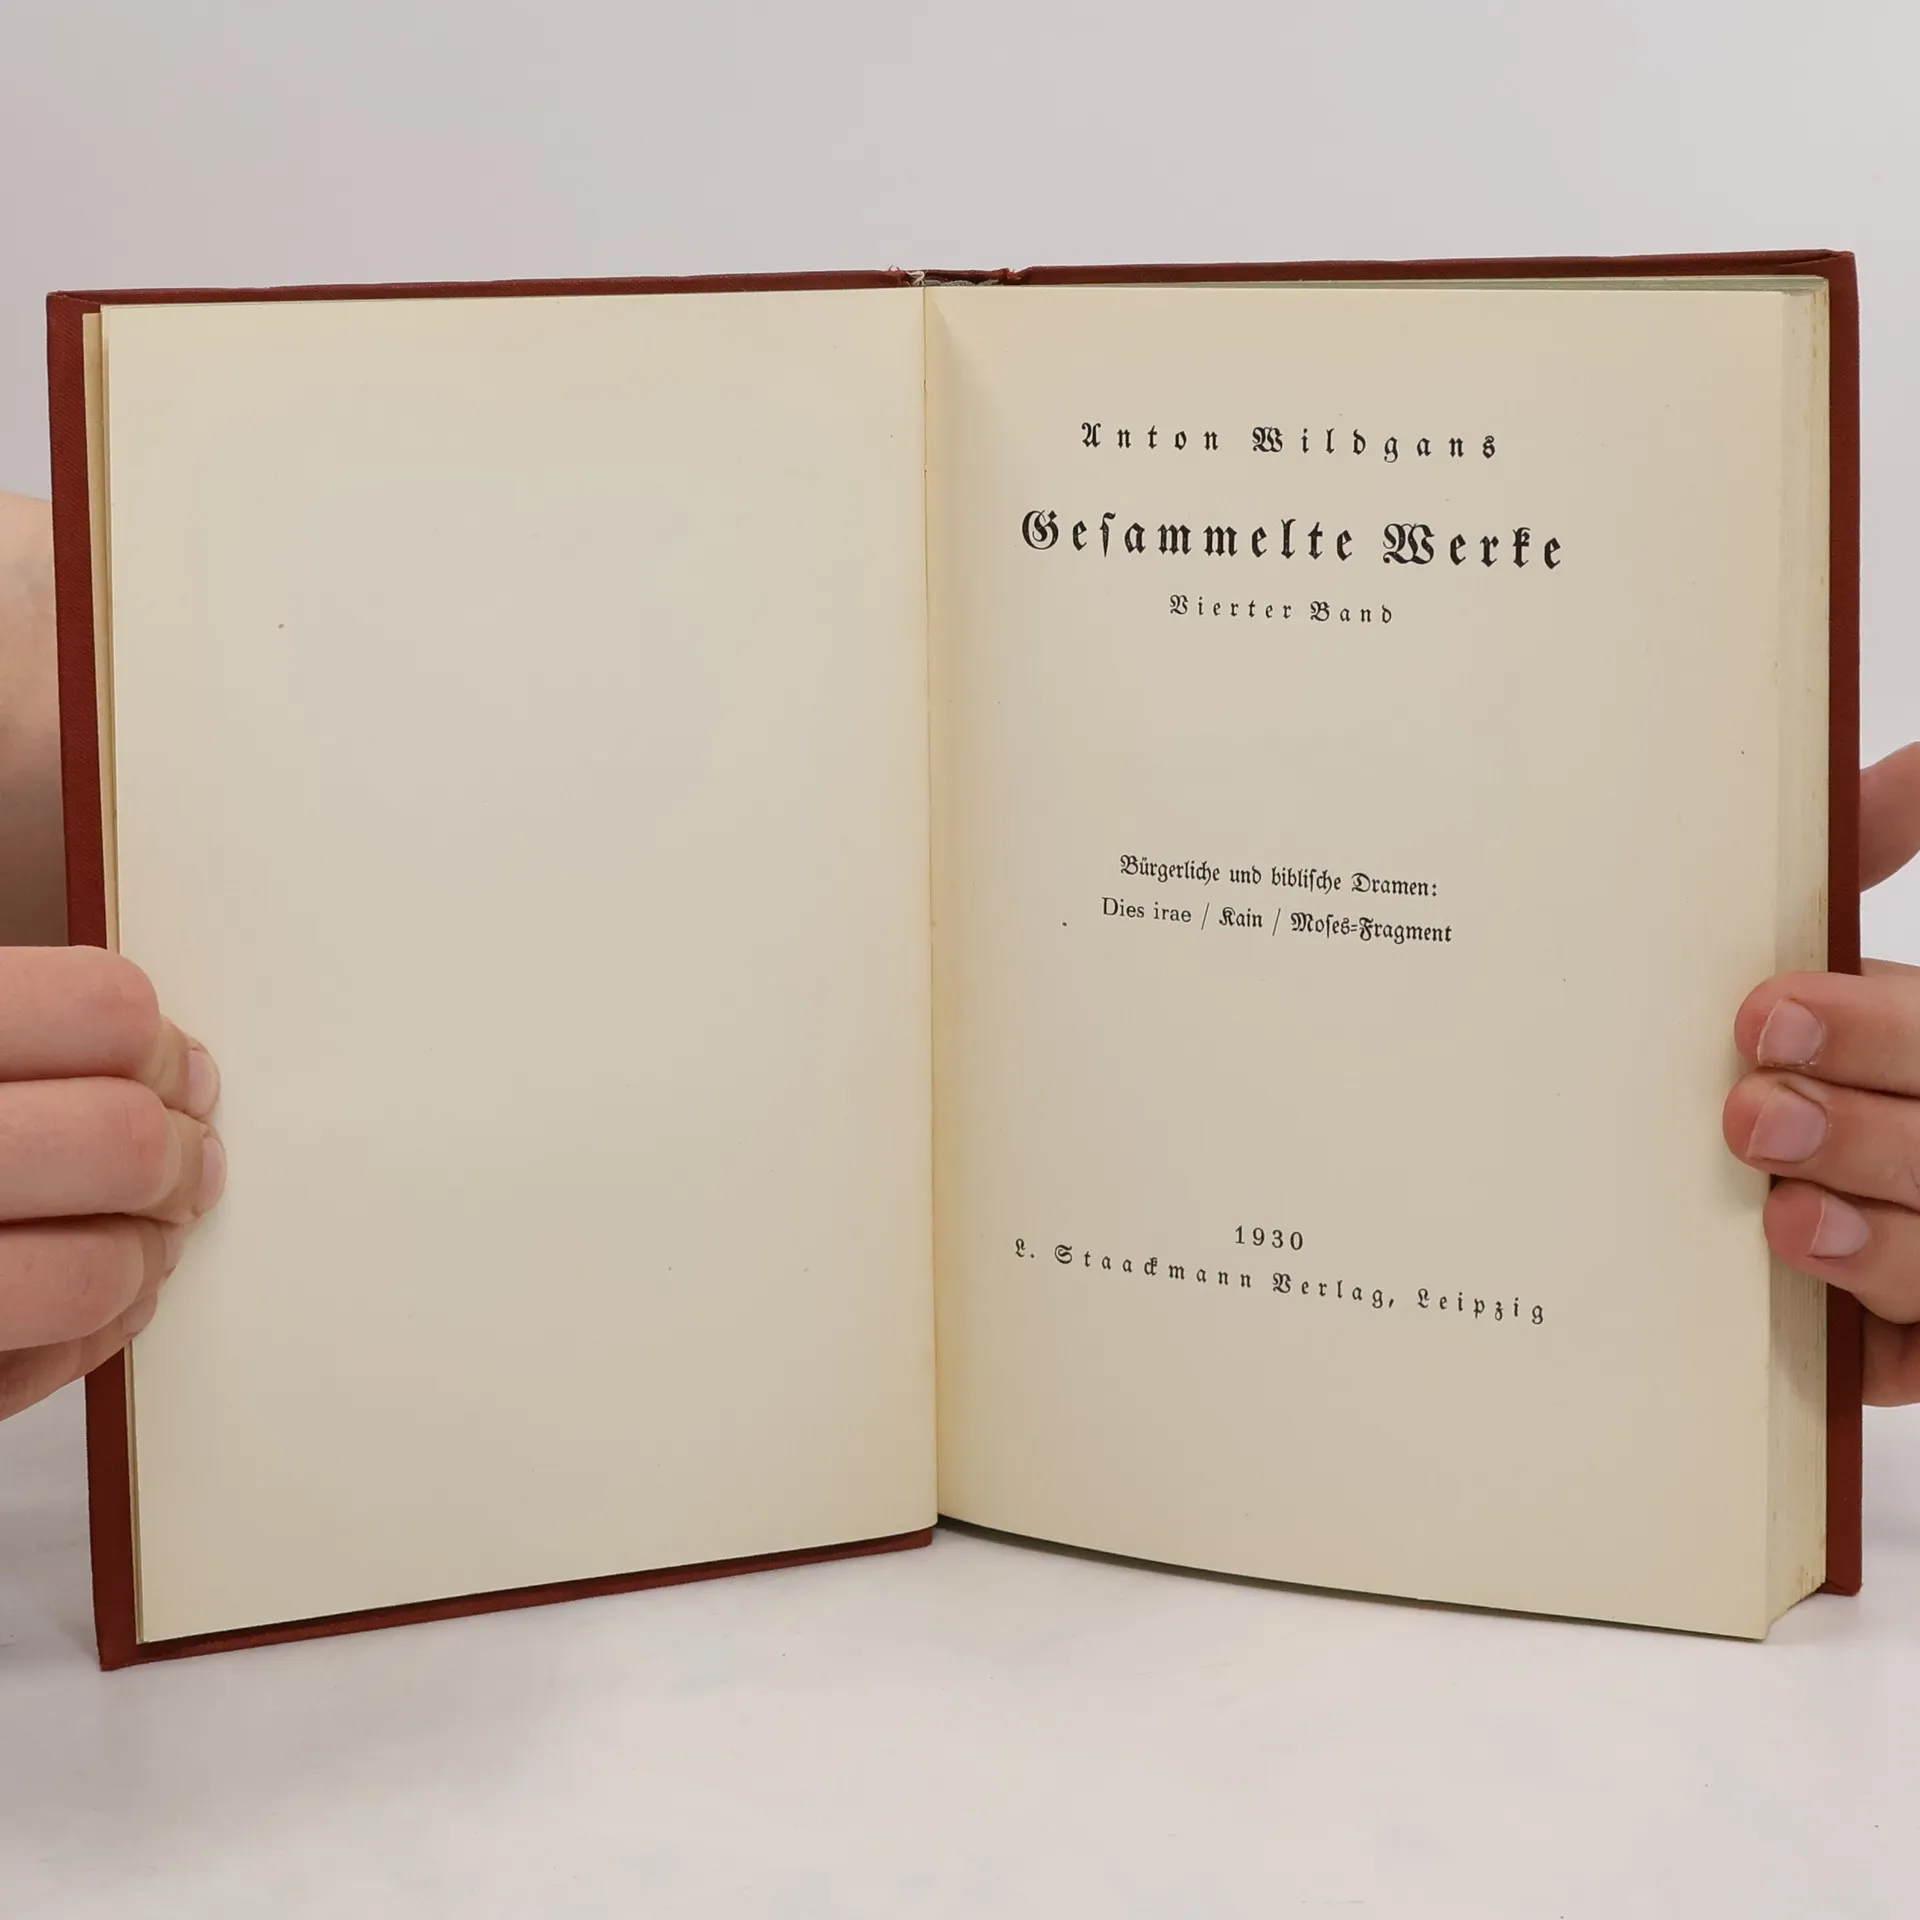 Anton Wildgans
Geſammelte Werke
Vierter Band
Bürgerliche und bibliſche Dramen:
Dies irae / Kain / Moſes-Fragment
1930
L. Staackmann Verlag, Leipzig